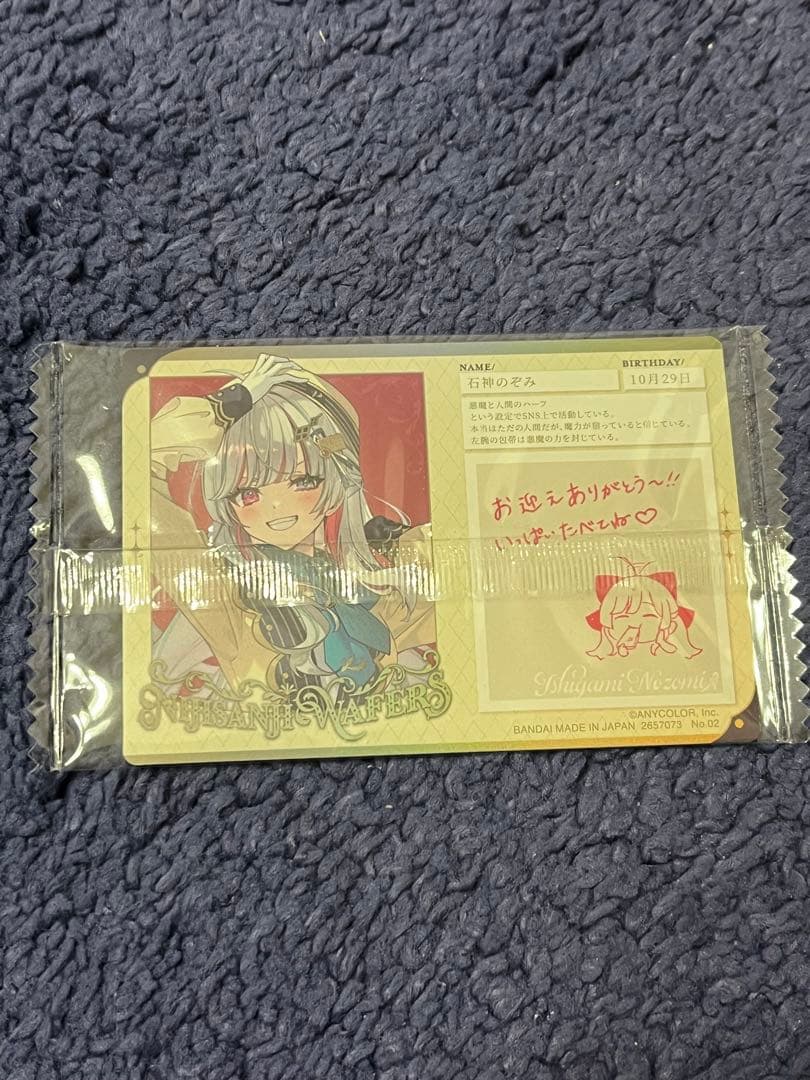 NAME/
石神のぞみ
BIRTHDAY/
10月29日
悪魔と人間のハーフ
という設定でSNS上で活動している。
本当はただの人間だが、魔力が宿っていると信じている。
左腕の包帯は悪魔の力を封じている。
お迎えありがとう〜!!
いっぱいたべてね♡
Ishigami Nozomi
NIJISANJI WAFERS
©ANYCOLOR, Inc.
BANDAI MADE IN JAPAN 2657073 No.02